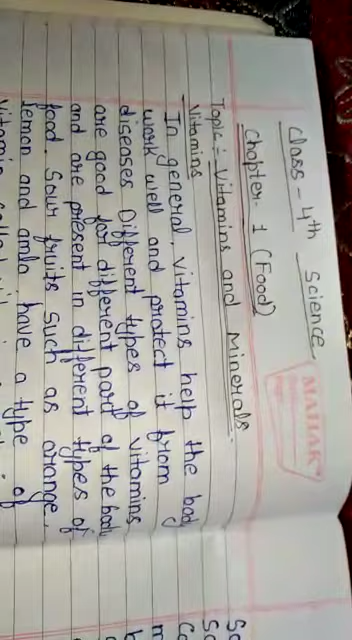 Class - 4th Science
MAHAK
Chapter- 1 (Food)
Topic:- Vitamins and Minerals.
Vitamins
In general, Vitamins help the body
work well and protect it from
diseases Different types of vitamins
are good for different part of the body
and are present in different types of
food. Sour fruits such as orange,
lemon and amla have a type of